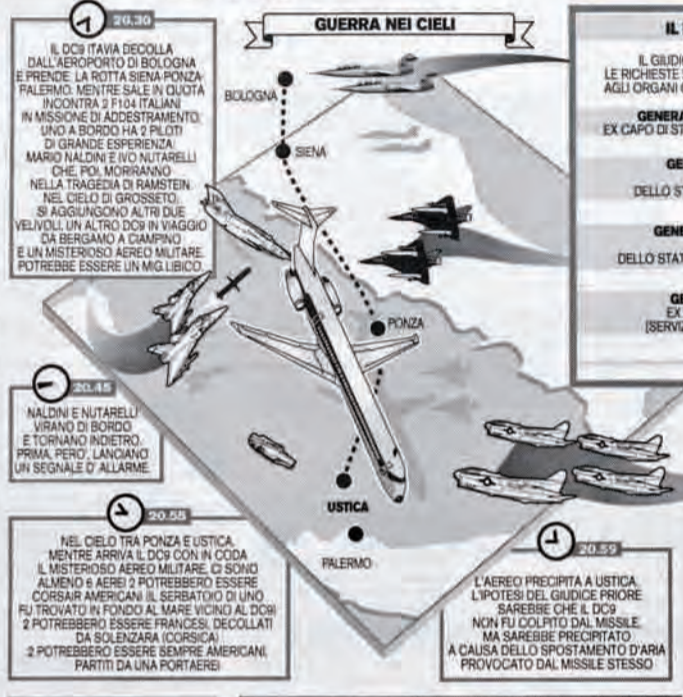 GUERRA NEI CIELI
20.30
IL DC9 ITAVIA DECOLLA
DALL'AEROPORTO DI BOLOGNA
E PRENDE LA ROTTA SIENA-PONZA-
PALERMO. MENTRE SALE IN QUOTA
INCONTRA 2 F104 ITALIANI
IN MISSIONE DI ADDESTRAMENTO.
UNO A BORDO HA 2 PILOTI
DI GRANDE ESPERIENZA:
MARIO NALDINI E IVO NUTARELLI
CHE, POI, MORIRANNO
NELLA TRAGEDIA DI RAMSTEIN.
NEL CIELO DI GROSSETO,
SI AGGIUNGONO ALTRI DUE
VELIVOLI, UN ALTRO DC9 IN VIAGGIO
DA BERGAMO A CIAMPINO
E UN MISTERIOSO AEREO MILITARE.
POTREBBE ESSERE UN MIG LIBICO.
BOLOGNA
SIENA
PONZA
USTICA
PALERMO
20.45
NALDINI E NUTARELLI
VIRANO DI BORDO
E TORNANO INDIETRO.
PRIMA, PERO', LANCIANO
UN SEGNALE D' ALLARME.
20.58
NEL CIELO TRA PONZA E USTICA,
MENTRE ARRIVA IL DC9 CON IN CODA
IL MISTERIOSO AEREO MILITARE, CI SONO
ALMENO 6 AEREI 2 POTREBBERO ESSERE
CORSAIR AMERICANI (IL SERBATOIO DI UNO
FU TROVATO IN FONDO AL MARE VICINO AL DC9)
2 POTREBBERO ESSERE FRANCESI, DECOLLATI
DA SOLENZARA (CORSICA)
2 POTREBBERO ESSERE SEMPRE AMERICANI,
PARTITI DA UNA PORTAEREI
20.59
L'AEREO PRECIPITA A USTICA.
L'IPOTESI DEL GIUDICE PRIORE
SAREBBE CHE IL DC9
NON FU COLPITO DAL MISSILE,
MA SAREBBE PRECIPITATO
A CAUSA DELLO SPOSTAMENTO D'ARIA
PROVOCATO DAL MISSILE STESSO
IL
IL GIUDI
LE RICHIESTE
AGLI ORGANI
GENERA
EX CAPO DI ST
GE
DELLO ST
GENE
DELLO STAT
GE
EX
[SERVIZ